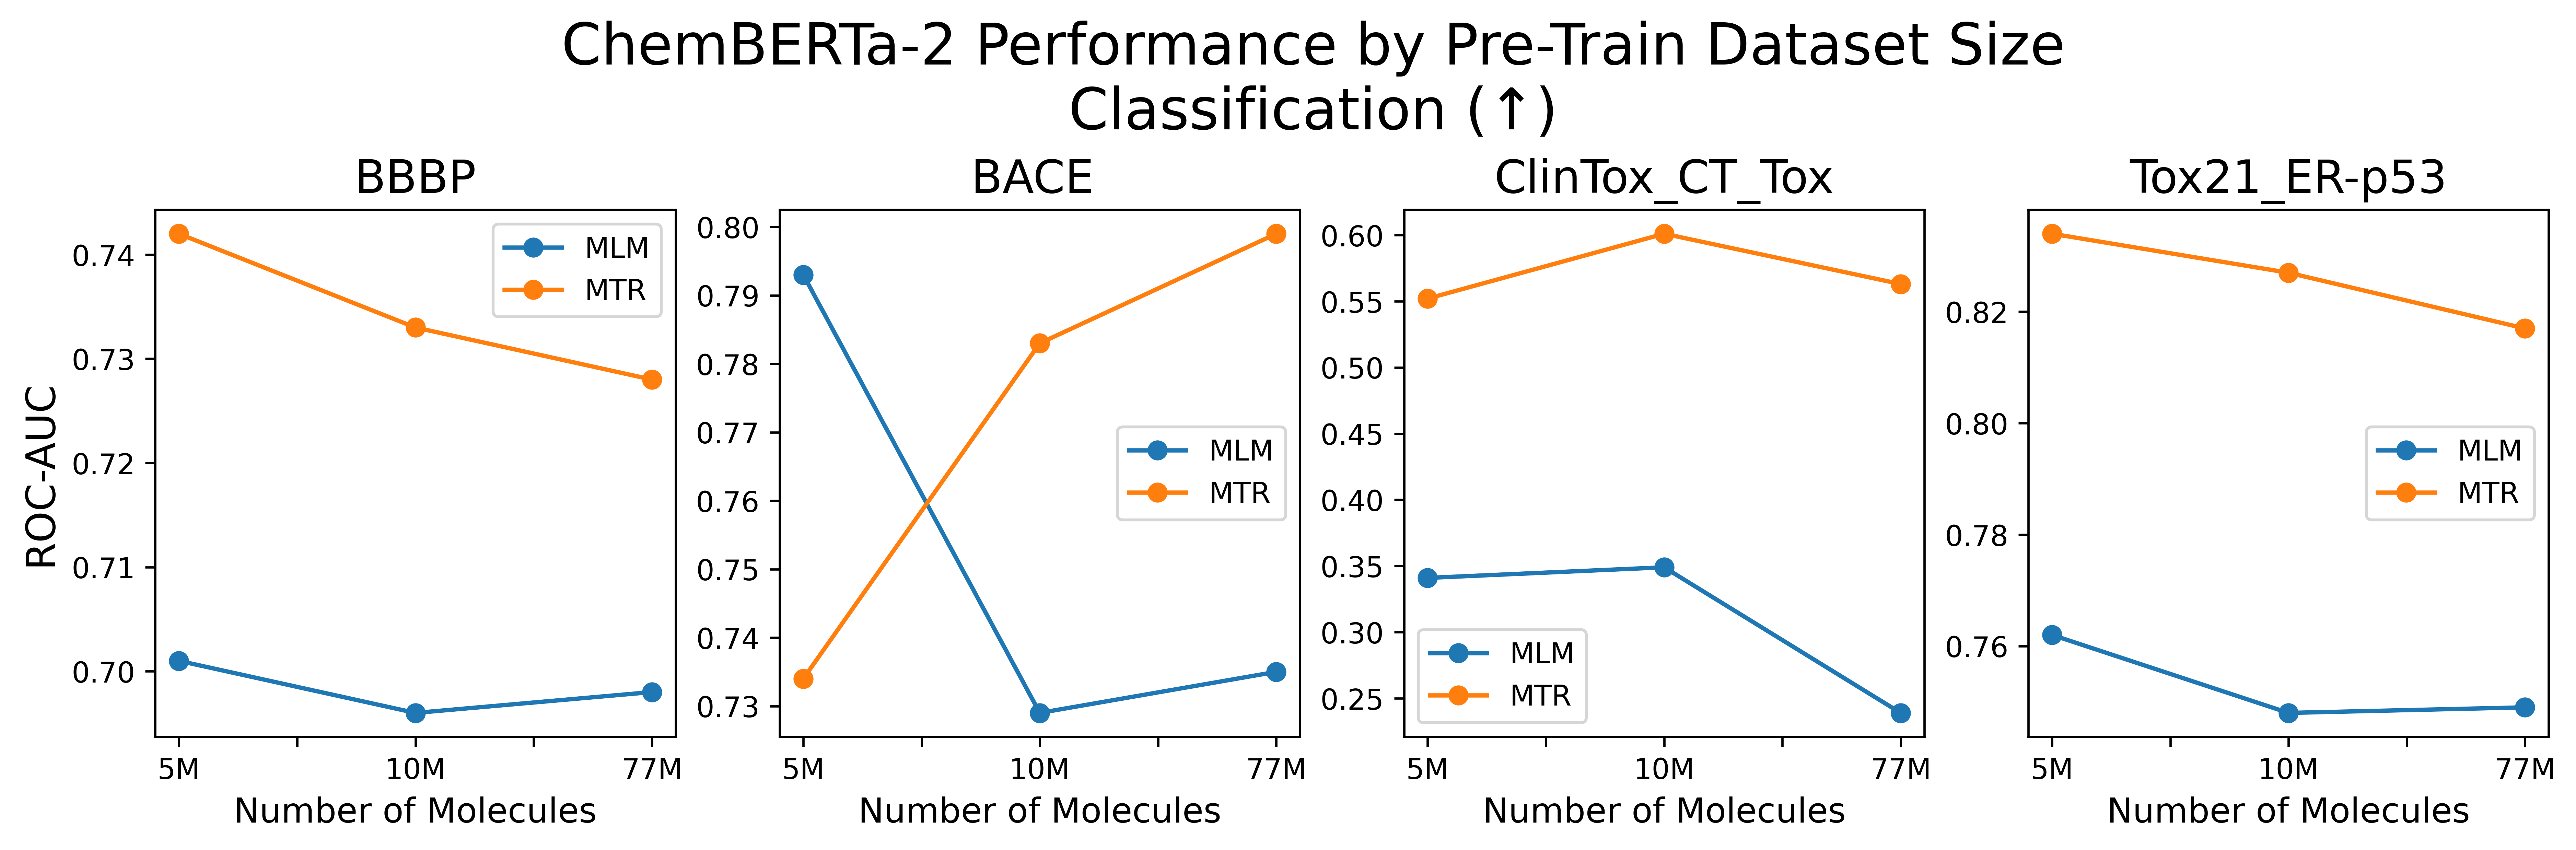 ChemBERTa-2 Performance by Pre-Train Dataset Size
Classification (↑)
BBBP
ROC-AUC
0.74
0.73
0.72
0.71
0.70
MLM
MTR
5M
10M
77M
Number of Molecules
BACE
0.80
0.79
0.78
0.77
0.76
0.75
0.74
0.73
MLM
MTR
5M
10M
77M
Number of Molecules
ClinTox_CT_Tox
0.60
0.55
0.50
0.45
0.40
0.35
0.30
0.25
MLM
MTR
5M
10M
77M
Number of Molecules
Tox21_ER-p53
0.82
0.80
0.78
0.76
MLM
MTR
5M
10M
77M
Number of Molecules